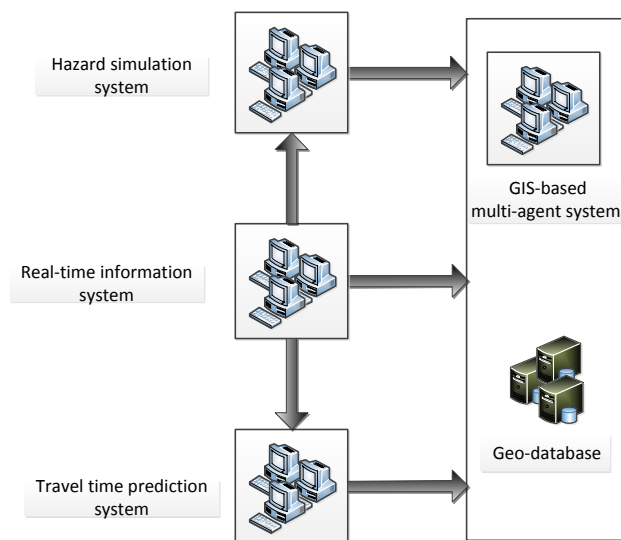 Hazard simulation
system
GIS-based
multi-agent system
Real-time information
system
Geo-database
Travel time prediction
system